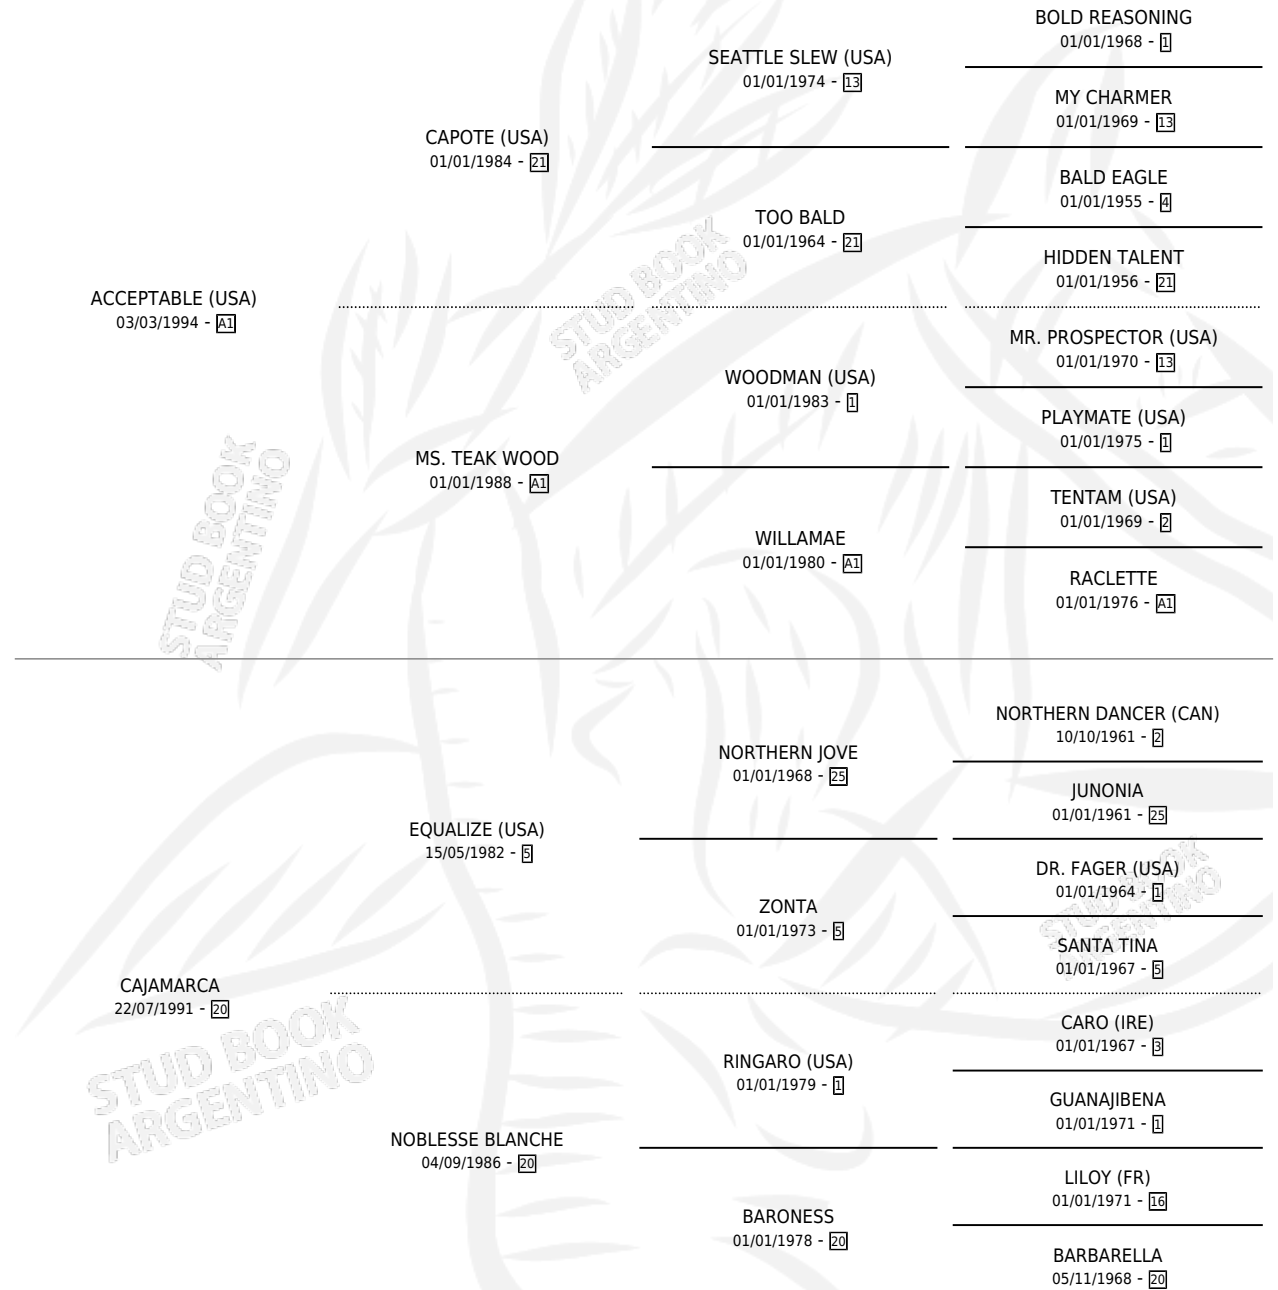 BOLD REASONING
01/01/1968 - 1
SEATTLE SLEW (USA)
01/01/1974 - 13
MY CHARMER
01/01/1969 - 13
CAPOTE (USA)
01/01/1984 - 21
BALD EAGLE
01/01/1955 - 4
TOO BALD
01/01/1964 - 21
HIDDEN TALENT
01/01/1956 - 21
ACCEPTABLE (USA)
03/03/1994 - A1
MR. PROSPECTOR (USA)
01/01/1970 - 13
WOODMAN (USA)
01/01/1983 - 1
PLAYMATE (USA)
01/01/1975 - 1
MS. TEAK WOOD
01/01/1988 - A1
TENTAM (USA)
01/01/1969 - 2
WILLAMAE
01/01/1980 - A1
RACLETTE
01/01/1976 - A1
NORTHERN DANCER (CAN)
10/10/1961 - 2
NORTHERN JOVE
01/01/1968 - 25
JUNONIA
01/01/1961 - 25
EQUALIZE (USA)
15/05/1982 - 5
DR. FAGER (USA)
01/01/1964 - 1
ZONTA
01/01/1973 - 5
SANTA TINA
01/01/1967 - 5
CAJAMARCA
22/07/1991 - 20
CARO (IRE)
01/01/1967 - 3
RINGARO (USA)
01/01/1979 - 1
GUANAJIBENA
01/01/1971 - 1
NOBLESSE BLANCHE
04/09/1986 - 20
LILOY (FR)
01/01/1971 - 16
BARONESS
01/01/1978 - 20
BARBARELLA
05/11/1968 - 20
STUD BOOK
ARGENTINO
STUD BOOK
ARGENTINO
STUD BOOK
ARGENTINO
STUD BOOK
ARGENTINO